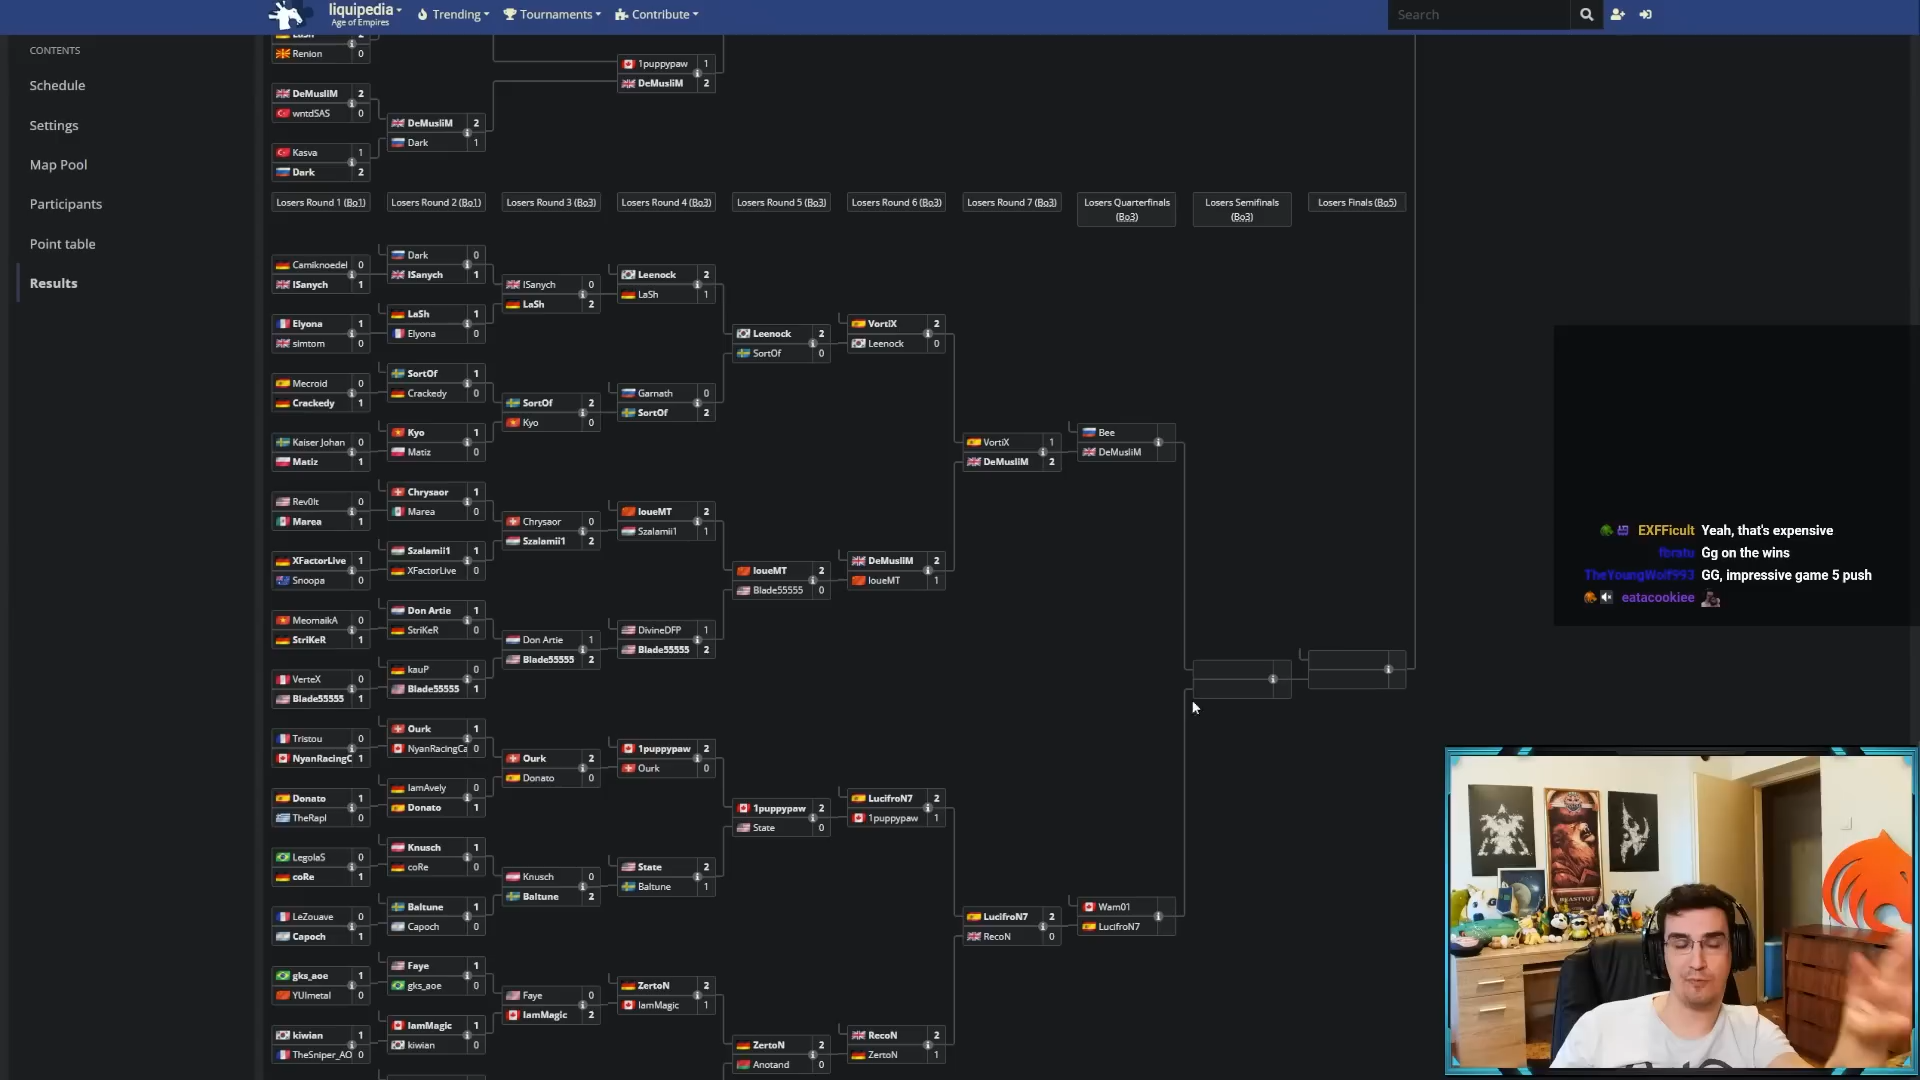 liquipedia
Age of Empires
Trending
Tournaments
Contribute
Search
CONTENTS
Schedule
Settings
Map Pool
Participants
Point table
Results
LaSh 2
Renion 0
DeMusliM 2
wntdSAS 0
Kasva 1
Dark 2
DeMusliM 2
Dark 1
1puppypaw 1
DeMusliM 2
Losers Round 1 (Bo1)
Losers Round 2 (Bo1)
Losers Round 3 (Bo3)
Losers Round 4 (Bo3)
Losers Round 5 (Bo3)
Losers Round 6 (Bo3)
Losers Round 7 (Bo3)
Losers Quarterfinals (Bo3)
Losers Semifinals (Bo3)
Losers Finals (Bo5)
Camiknoedel 0
ISanych 1
Elyona 1
simtom 0
Mecroid 0
Crackedy 1
Kaiser Johan 0
Matiz 1
Rev0lt 0
Marea 1
XFactorLive 1
Snoopa 0
MeomaikA 0
StriKeR 1
VerteX 0
Blade55555 1
Tristou 0
NyanRacingC 1
Donato 1
TheRapl 0
LegolaS 0
coRe 1
LeZouave 0
Capoch 1
gks_aoe 1
YUImetal 0
kiwian 1
TheSniper_AO 0
Dark 0
ISanych 1
LaSh 1
Elyona 0
SortOf 1
Crackedy 0
Kyo 1
Matiz 0
Chrysaor 1
Marea 0
Szalamii1 1
XFactorLive 0
Don Artie 1
StriKeR 0
kauP 0
Blade55555 1
Ourk 1
NyanRacingCa 0
IamAvely 0
Donato 1
Knusch 1
coRe 0
Baltune 1
Capoch 0
Faye 1
gks_aoe 0
IamMagic 1
kiwian 0
ISanych 0
LaSh 2
SortOf 2
Kyo 0
Chrysaor 0
Szalamii1 2
Don Artie 1
Blade55555 2
Ourk 2
Donato 0
Knusch 0
Baltune 2
Faye 0
IamMagic 2
Leenock 2
LaSh 1
Garnath 0
SortOf 2
loueMT 2
Szalamii1 1
DivineDFP 1
Blade55555 2
1puppypaw 2
Ourk 0
State 2
Baltune 1
ZertoN 2
IamMagic 1
Leenock 2
SortOf 0
loueMT 2
Blade55555 0
1puppypaw 2
State 0
ZertoN 2
Anotand 0
VortiX 2
Leenock 0
DeMusliM 2
loueMT 1
LucifroN7 2
1puppypaw 1
RecoN 2
ZertoN 1
VortiX 1
DeMusliM 2
LucifroN7 2
RecoN 0
Bee
DeMusliM
Wam01
LucifroN7
EXFFicult Yeah, that's expensive
fbratu Gg on the wins
TheYoungWolf993 GG, impressive game 5 push
eatacookiee